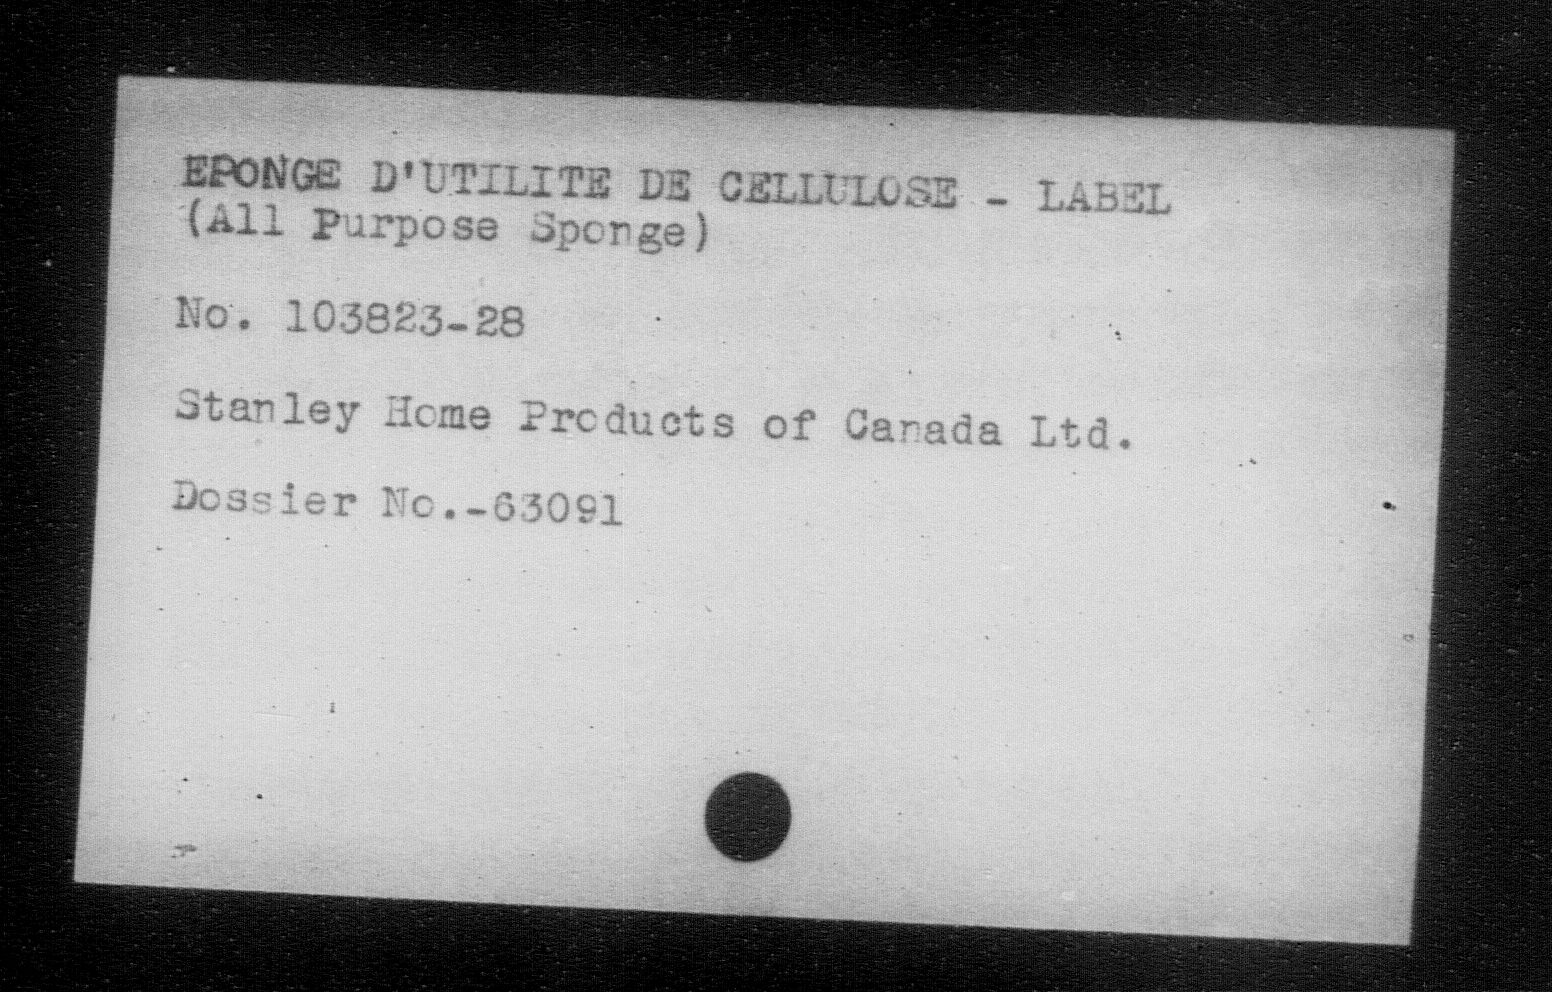 EPONGE D'UTILITE DE CELLULOSE - LABEL
(All Purpose Sponge)
No. 103823-28
Stanley Home Products of Canada Ltd.
Dossier No.-63091